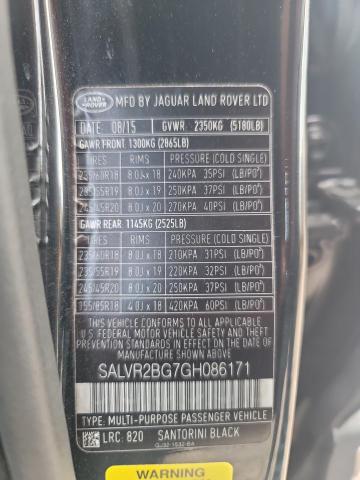 LAND ROVER MFD BY JAGUAR LAND ROVER LTD
DATE 08/15 GVWR. 2350KG (5180LB)
GAWR FRONT 1300KG (2865LB)
TIRES RIMS PRESSURE (COLD SINGLE)
235/60R18 8.0J x 18 240KPA 35PSI (LB/PO²)
235/55R19 8.0J x 19 250KPA 37PSI (LB/PO²)
245/45R20 8.0J x 20 270KPA 40PSI (LB/PO²)
GAWR REAR: 1145KG (2525LB)
TIRES RIMS PRESSURE (COLD SINGLE)
235/60R18 8.0J x 18 210KPA 31PSI (LB/PO²)
235/55R19 8.0J x 19 220KPA 32PSI (LB/PO²)
245/45R20 8.0J x 20 250KPA 37PSI (LB/PO²)
155/85R18 4.0J x 18 420KPA 60PSI (LB/PO²)
THIS VEHICLE CONFORMS TO ALL APPLICABLE
U.S. FEDERAL MOTOR VEHICLE SAFETY, BUMPER AND
THEFT PREVENTION STANDARDS IN EFFECT ON THE DATE
OF MANUFACTURE SHOWN ABOVE.
SALVR2BG7GH086171
TYPE: MULTI-PURPOSE PASSENGER VEHICLE
LRC: 820 SANTORINI BLACK
GJ32-1532-BA
WARNING